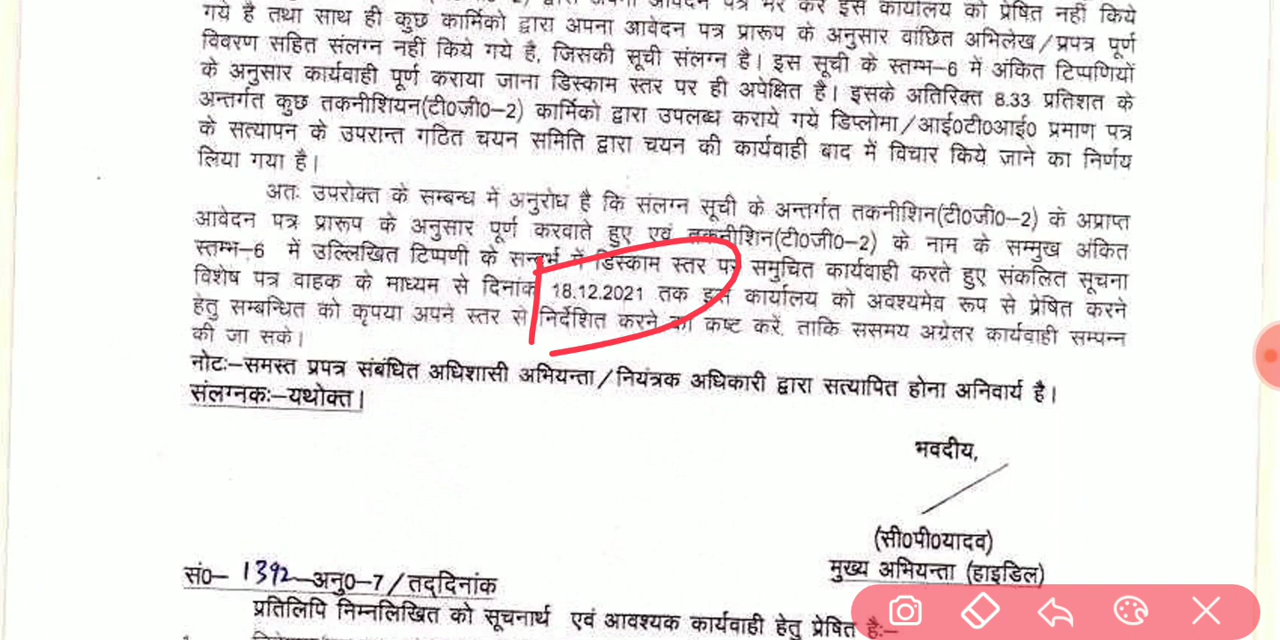 गये है तथा साथ ही कुछ कार्मिको द्वारा अपना आवेदन पत्र प्रारूप के अनुसार वांछित अभिलेख/प्रपत्र पूर्ण
विवरण सहित संलग्न नहीं किये गये है, जिसकी सूची संलग्न है। इस सूची के स्तम्भ-6 में अंकित टिप्पणियों
के अनुसार कार्यवाही पूर्ण कराया जाना डिस्काम स्तर पर ही अपेक्षित है। इसके अतिरिक्त 8.33 प्रतिशत के
अन्तर्गत कुछ तकनीशियन(टी0जी0-2) कार्मिको द्वारा उपलब्ध कराये गये डिप्लोमा/आई0टी0आई0 प्रमाण पत्र
के सत्यापन के उपरान्त गठित चयन समिति द्वारा चयन की कार्यवाही बाद में विचार किये जाने का निर्णय
लिया गया है।
अतः उपरोक्त के सम्बन्ध में अनुरोध है कि संलग्न सूची के अन्तर्गत तकनीशिन(टी0जी0-2) के अप्राप्त
आवेदन पत्र प्रारूप के अनुसार पूर्ण करवाते हुए एवं तकनीशिन(टी0जी0-2) के नाम के सम्मुख अंकित
स्तम्भ-6 में उल्लिखित टिप्पणी के सन्दर्भ में डिस्काम स्तर पर समुचित कार्यवाही करते हुए संकलित सूचना
विशेष पत्र वाहक के माध्यम से दिनांक 18.12.2021 तक इस कार्यालय को अवश्यमेव रूप से प्रेषित करने
हेतु सम्बन्धित को कृपया अपने स्तर से निर्देशित करने का कष्ट करें, ताकि ससमय अग्रेतर कार्यवाही सम्पन्न
की जा सके।
नोटः-समस्त प्रपत्र संबंधित अधिशासी अभियन्ता/नियंत्रक अधिकारी द्वारा सत्यापित होना अनिवार्य है।
संलग्नकः-यथोक्त।
भवदीय,
(सी0पी0यादव)
मुख्य अभियन्ता (हाइडिल)
सं0- 1392-अनु0-7/तद्दिनांक
प्रतिलिपि निम्नलिखित को सूचनार्थ एवं आवश्यक कार्यवाही हेतु प्रेषित है:-